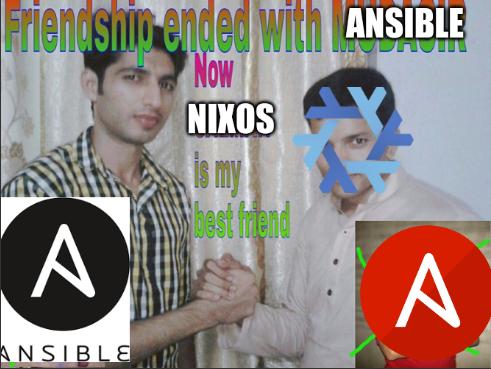 Friendship ended with ANSIBLE
Now
NIXOS
is my
best friend
ANSIBLE